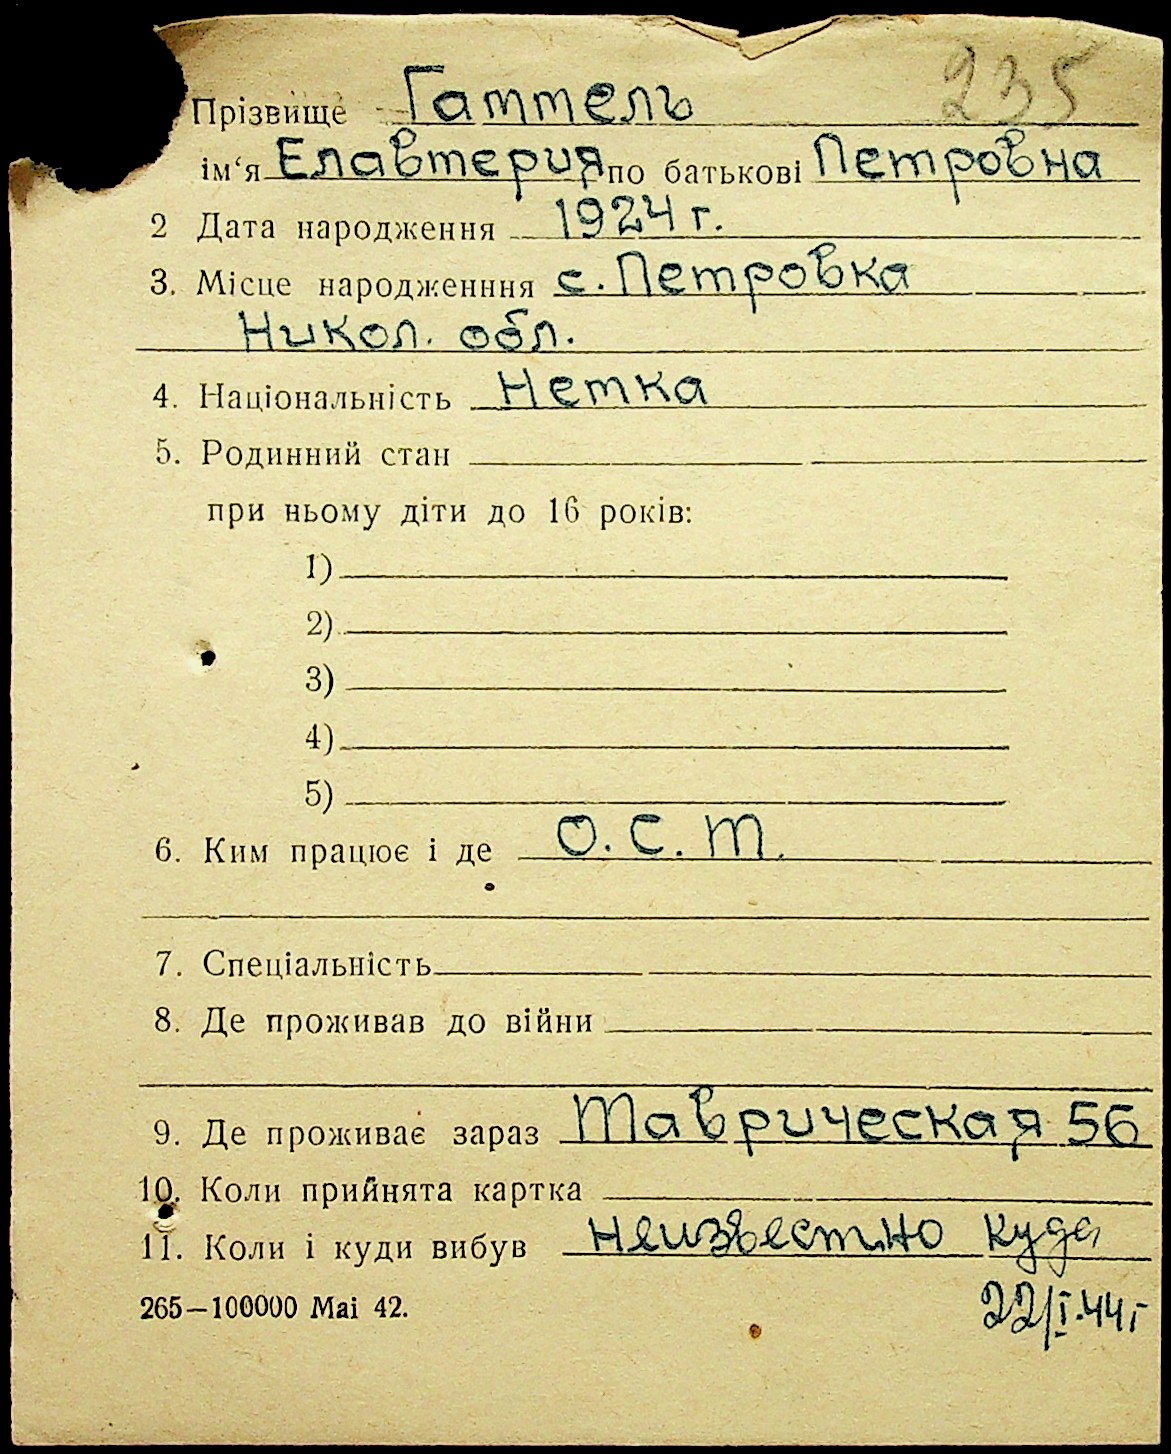 235
Прізвище Гаттель
ім‘я Елавтерия по батькові Петровна
2 Дата народження 1924 г.
3. Місце народженння с. Петровка
Никол. обл.
4. Національність Немка
5. Родинний стан
при ньому діти до 16 років:
1)
2)
3)
4)
5)
6. Ким працює і де О. С. Т.
7. Спеціальність
8. Де проживав до війни
9. Де проживає зараз Таврическая 56
10. Коли прийнята картка
11. Коли і куди вибув неизвестно куда
265—100000 Mai 42.
22/I.44 г